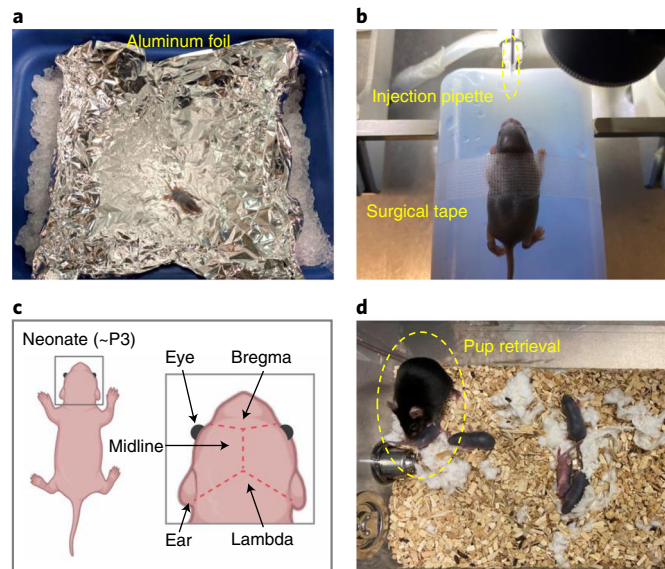 a
Aluminum foil
b
Injection pipette
Surgical tape
c
Neonate (~P3)
Eye
Bregma
Midline
Ear
Lambda
d
Pup retrieval